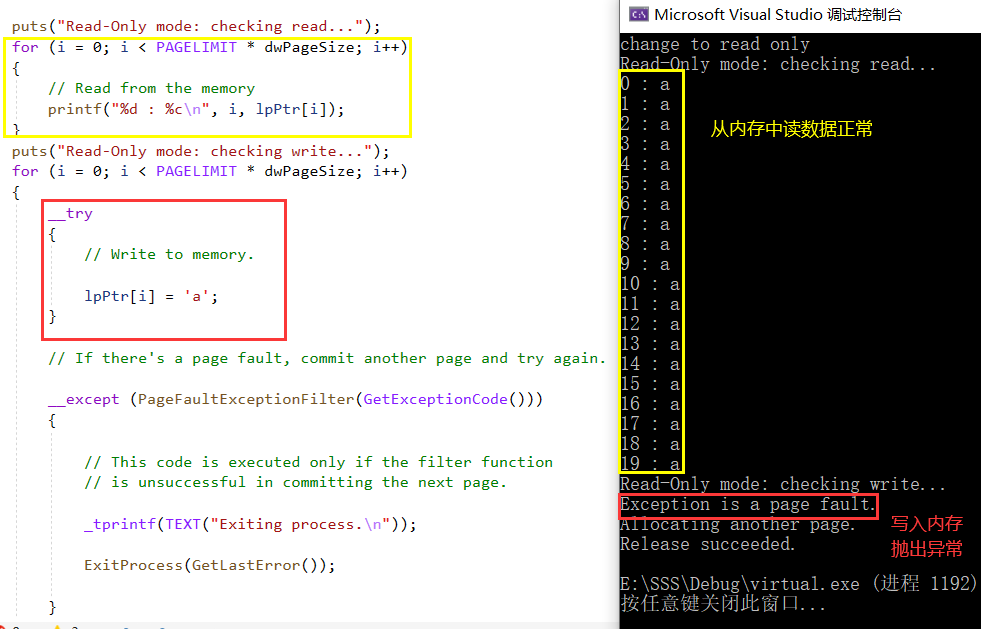 puts("Read-Only mode: checking read...");
for (i = 0; i < PAGELIMIT * dwPageSize; i++)
{
// Read from the memory
printf("%d : %c\n", i, lpPtr[i]);
}
puts("Read-Only mode: checking write...");
for (i = 0; i < PAGELIMIT * dwPageSize; i++)
{
__try
{
// Write to memory.
lpPtr[i] = 'a';
}
// If there's a page fault, commit another page and try again.
__except (PageFaultExceptionFilter(GetExceptionCode()))
{
// This code is executed only if the filter function
// is unsuccessful in committing the next page.
_tprintf(TEXT("Exiting process.\n"));
ExitProcess(GetLastError());
}
Microsoft Visual Studio 调试控制台
change to read only
Read-Only mode: checking read...
0 : a
1 : a
2 : a
3 : a
4 : a
5 : a
6 : a
7 : a
8 : a
9 : a
10 : a
11 : a
12 : a
13 : a
14 : a
15 : a
16 : a
17 : a
18 : a
19 : a
从内存中读数据正常
Read-Only mode: checking write...
Exception is a page fault.
Allocating another page.
Release succeeded.
写入内存
抛出异常
E:\SSS\Debug\virtual.exe (进程 1192)
按任意键关闭此窗口...